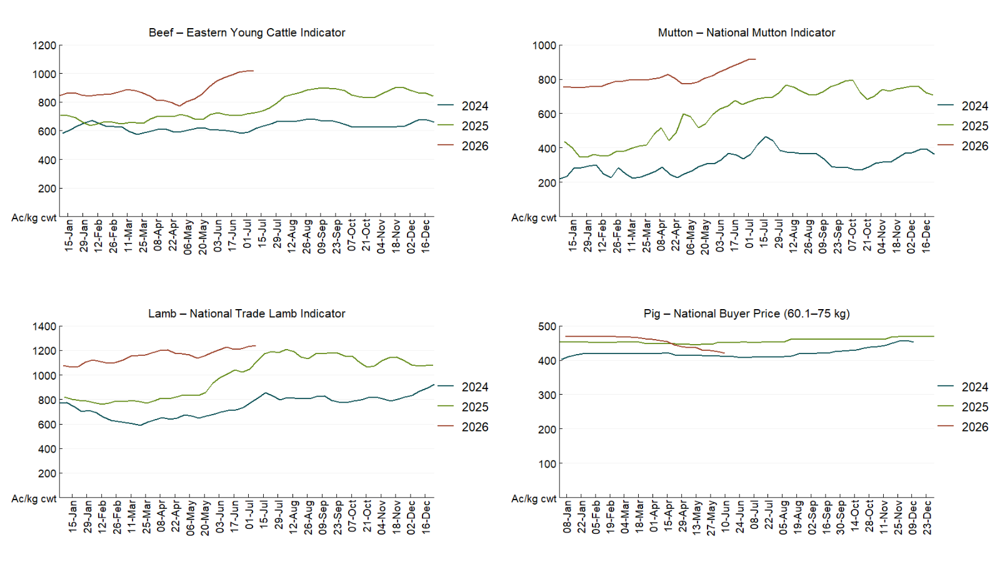 Beef – Eastern Young Cattle Indicator
1200
1000
800
600
400
200
Ac/kg cwt
15-Jan
29-Jan
12-Feb
26-Feb
11-Mar
25-Mar
08-Apr
22-Apr
06-May
20-May
03-Jun
17-Jun
01-Jul
15-Jul
29-Jul
12-Aug
26-Aug
09-Sep
23-Sep
07-Oct
21-Oct
04-Nov
18-Nov
02-Dec
16-Dec
2024
2025
2026
Mutton – National Mutton Indicator
1000
800
600
400
200
Ac/kg cwt
15-Jan
29-Jan
12-Feb
26-Feb
11-Mar
25-Mar
08-Apr
22-Apr
06-May
20-May
03-Jun
17-Jun
01-Jul
15-Jul
29-Jul
12-Aug
26-Aug
09-Sep
23-Sep
07-Oct
21-Oct
04-Nov
18-Nov
02-Dec
16-Dec
2024
2025
2026
Lamb – National Trade Lamb Indicator
1400
1200
1000
800
600
400
200
Ac/kg cwt
15-Jan
29-Jan
12-Feb
26-Feb
11-Mar
25-Mar
08-Apr
22-Apr
06-May
20-May
03-Jun
17-Jun
01-Jul
15-Jul
29-Jul
12-Aug
26-Aug
09-Sep
23-Sep
07-Oct
21-Oct
04-Nov
18-Nov
02-Dec
16-Dec
2024
2025
2026
Pig – National Buyer Price (60.1–75 kg)
500
400
300
200
100
Ac/kg cwt
08-Jan
22-Jan
05-Feb
19-Feb
04-Mar
18-Mar
01-Apr
15-Apr
29-Apr
13-May
27-May
10-Jun
24-Jun
08-Jul
22-Jul
05-Aug
19-Aug
02-Sep
16-Sep
30-Sep
14-Oct
28-Oct
11-Nov
25-Nov
09-Dec
23-Dec
2024
2025
2026